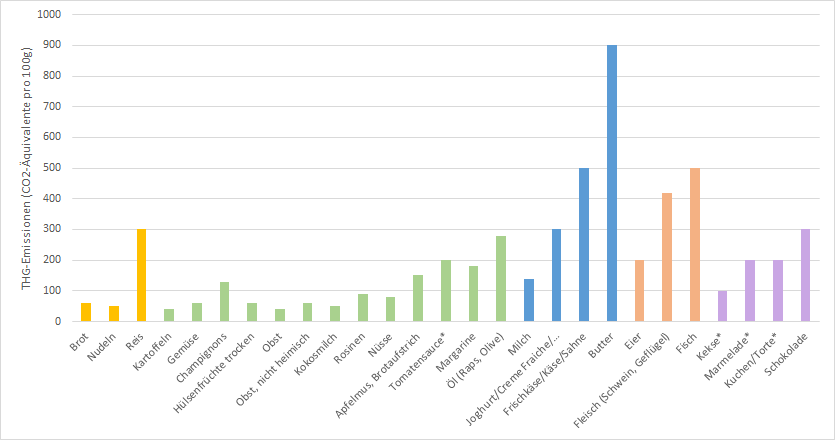 THG-Emissionen (CO2-Äquivalente pro 100g)
1000
900
800
700
600
500
400
300
200
100
0
Brot
Nudeln
Reis
Kartoffeln
Gemüse
Champignons
Hülsenfrüchte trocken
Obst
Obst, nicht heimisch
Kokosmilch
Rosinen
Nüsse
Apfelmus, Brotaufstrich
Tomatensauce*
Margarine
Öl (Raps, Olive)
Milch
Joghurt/Creme Fraiche/...
Frischkäse/Käse/Sahne
Butter
Eier
Fleisch (Schwein, Geflügel)
Fisch
Kekse*
Marmelade*
Kuchen/Torte*
Schokolade